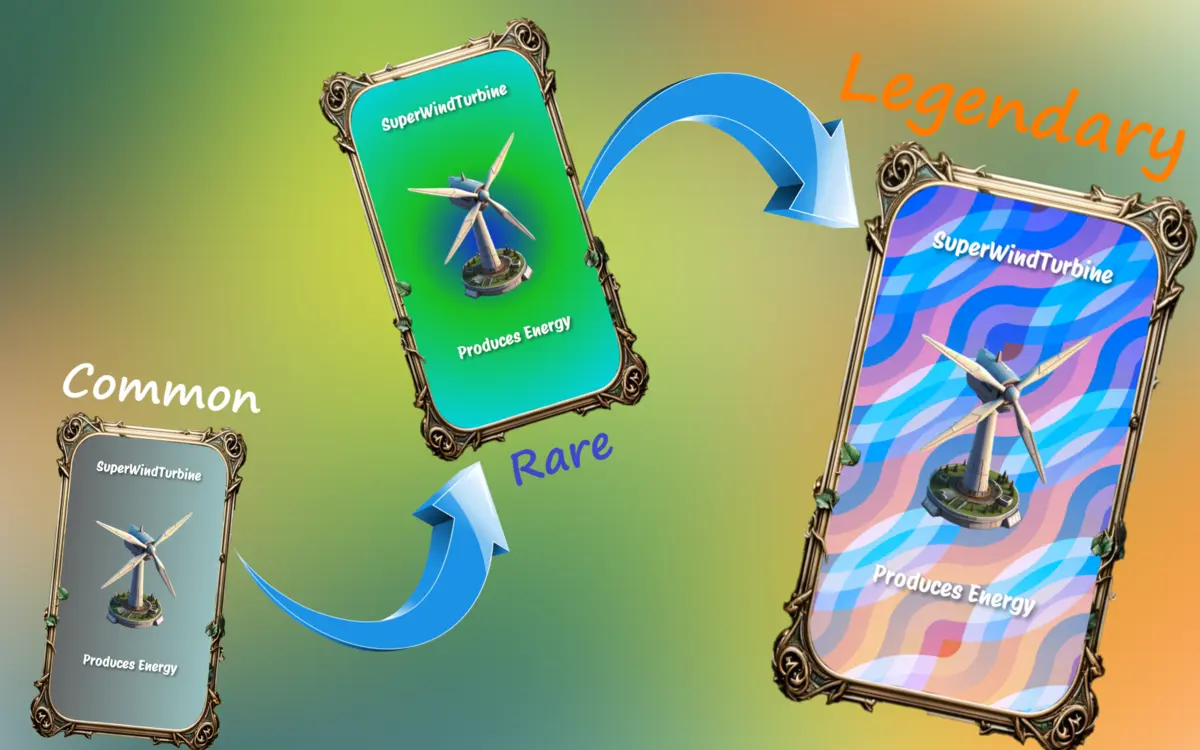 Common
SuperWindTurbine
Produces Energy
SuperWindTurbine
Produces Energy
Rare
Legendary
SuperWindTurbine
Produces Energy